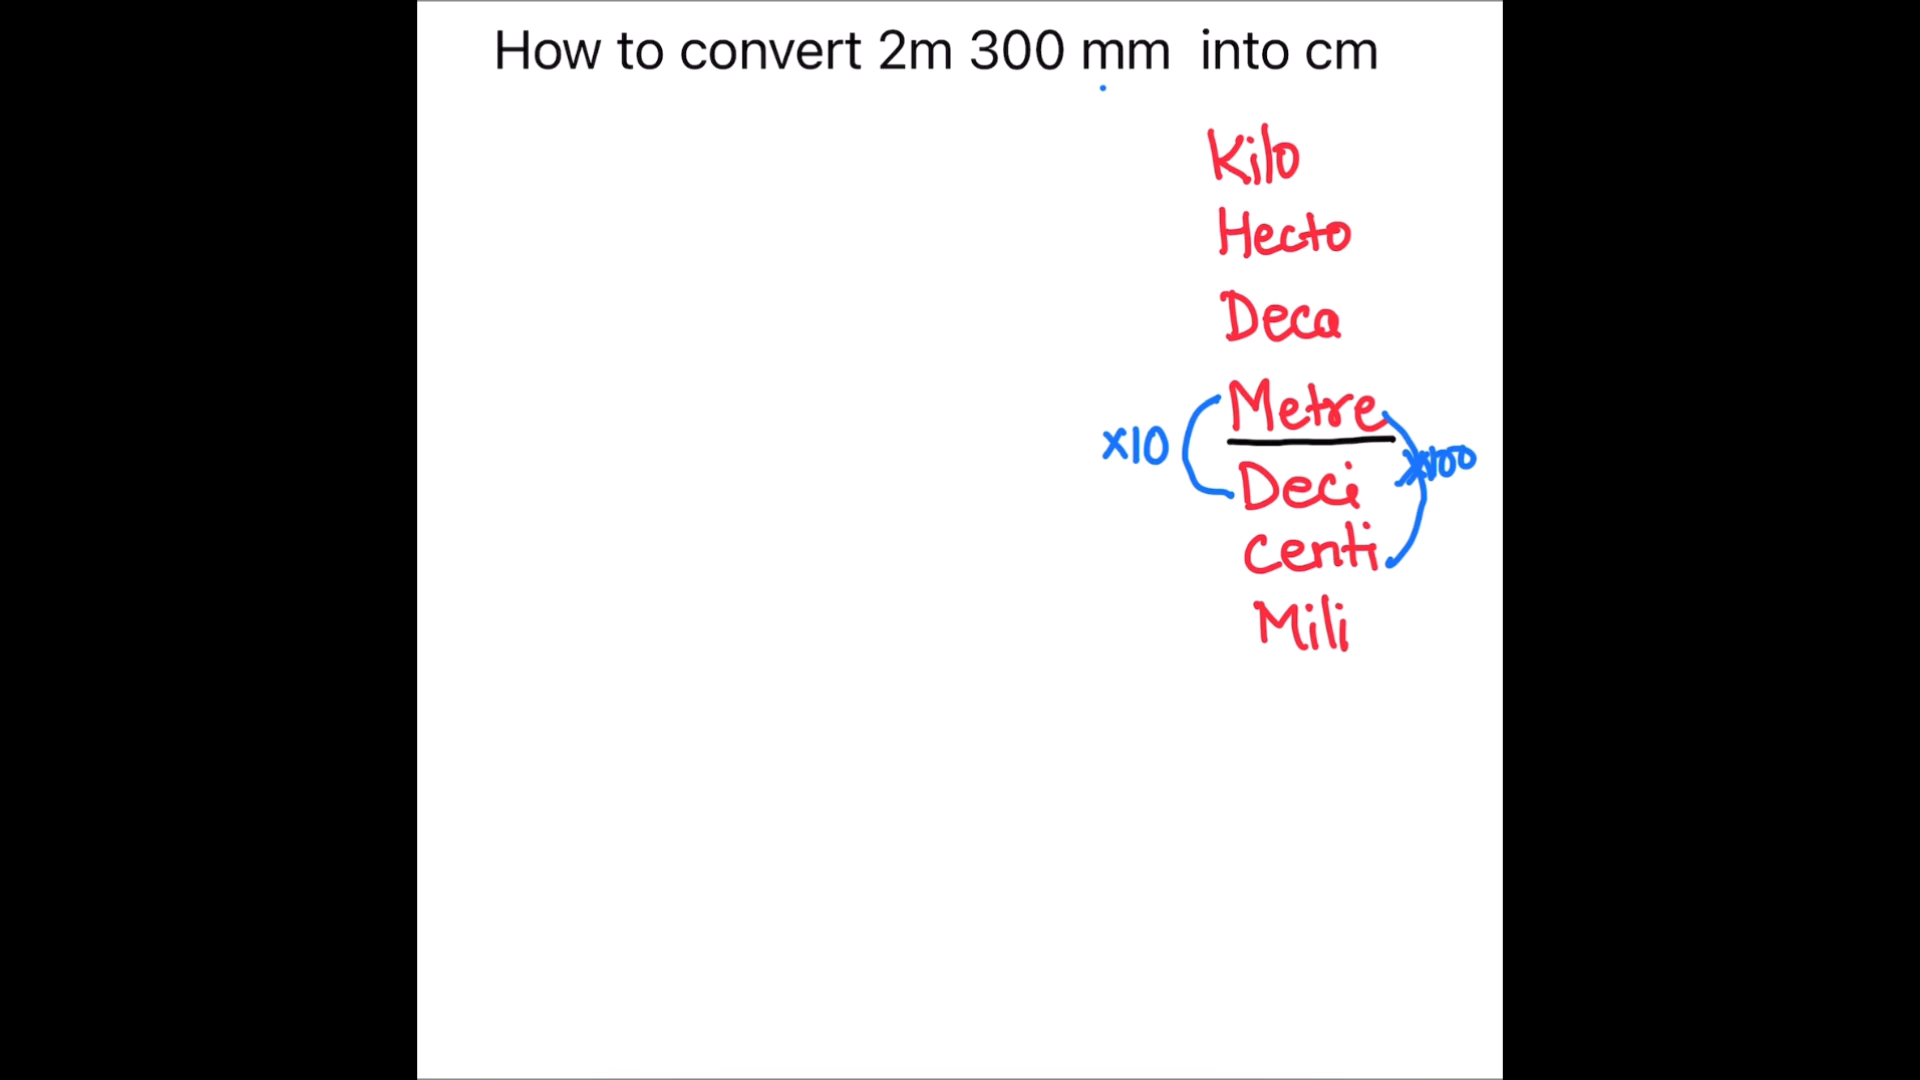 How to convert 2m 300 mm into cm
Kilo
Hecto
Deca
Metre
x10
x100
Deci
Centi
Mili